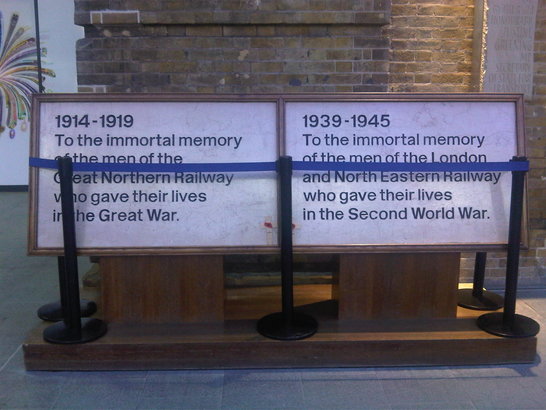 1914-1919
To the immortal memory
of the men of the
Great Northern Railway
who gave their lives
in the Great War.
1939-1945
To the immortal memory
of the men of the London
and North Eastern Railway
who gave their lives
in the Second World War.